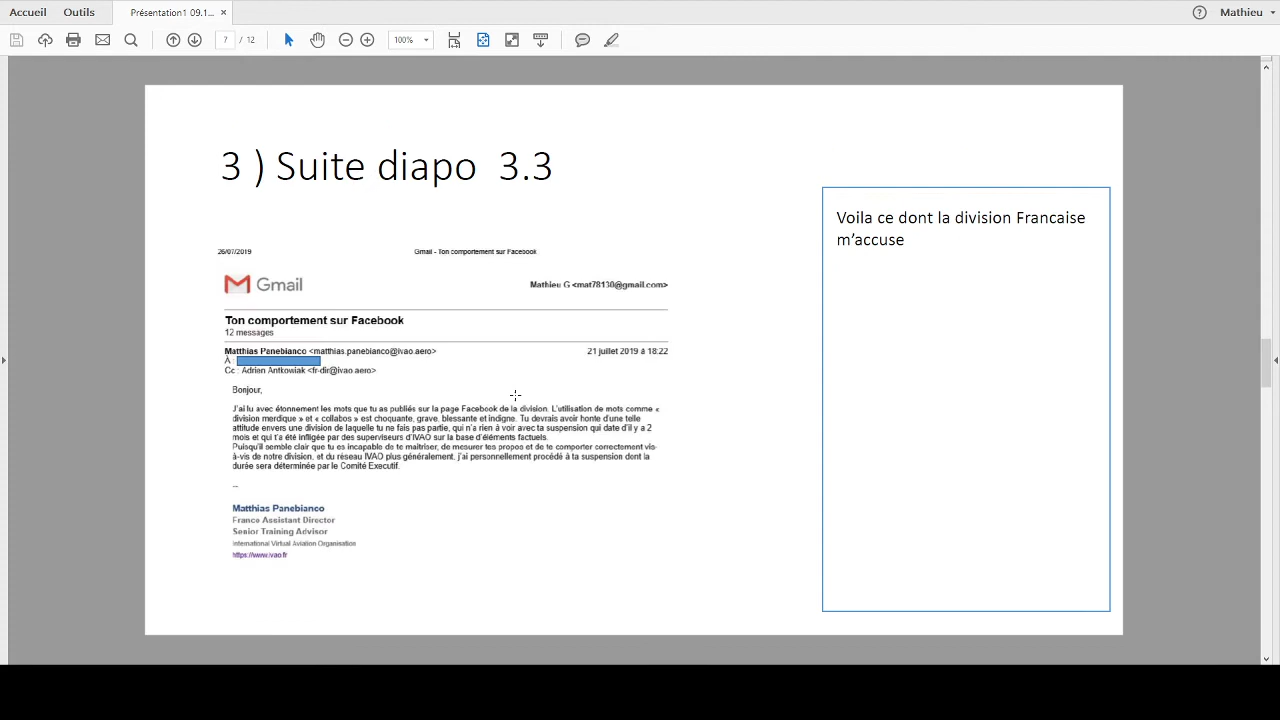 Accueil Outils Présentation1 09.1... × Mathieu
7 / 12 100%
3 ) Suite diapo 3.3
Voila ce dont la division Francaise
m'accuse
26/07/2019 Gmail - Ton comportement sur Facebook
Gmail Mathieu G <mat78130@gmail.com>
Ton comportement sur Facebook
12 messages
Matthias Panebianco <matthias.panebianco@ivao.aero> 21 juillet 2019 à 18:22
À :
Cc : Adrien Antkowiak <fr-dir@ivao.aero>
Bonjour,
J'ai lu avec étonnement les mots que tu as publiés sur la page Facebook de la division. L'utilisation de mots comme «
division merdique » et « collabos » est choquante, grave, blessante et indigne. Tu devrais avoir honte d'une telle
attitude envers une division de laquelle tu ne fais pas partie, qui n'a rien à voir avec ta suspension qui date d'il y a 2
mois et qui t'a été infligée par des superviseurs d'IVAO sur la base d'éléments factuels.
Puisqu'il semble clair que tu es incapable de te maitriser, de mesurer tes propos et de te comporter correctement vis-
à-vis de notre division, et du réseau IVAO plus généralement, j'ai personnellement procédé à ta suspension dont la
durée sera déterminée par le Comité Executif.
--
Matthias Panebianco
France Assistant Director
Senior Training Advisor
International Virtual Aviation Organisation
https://www.ivao.fr